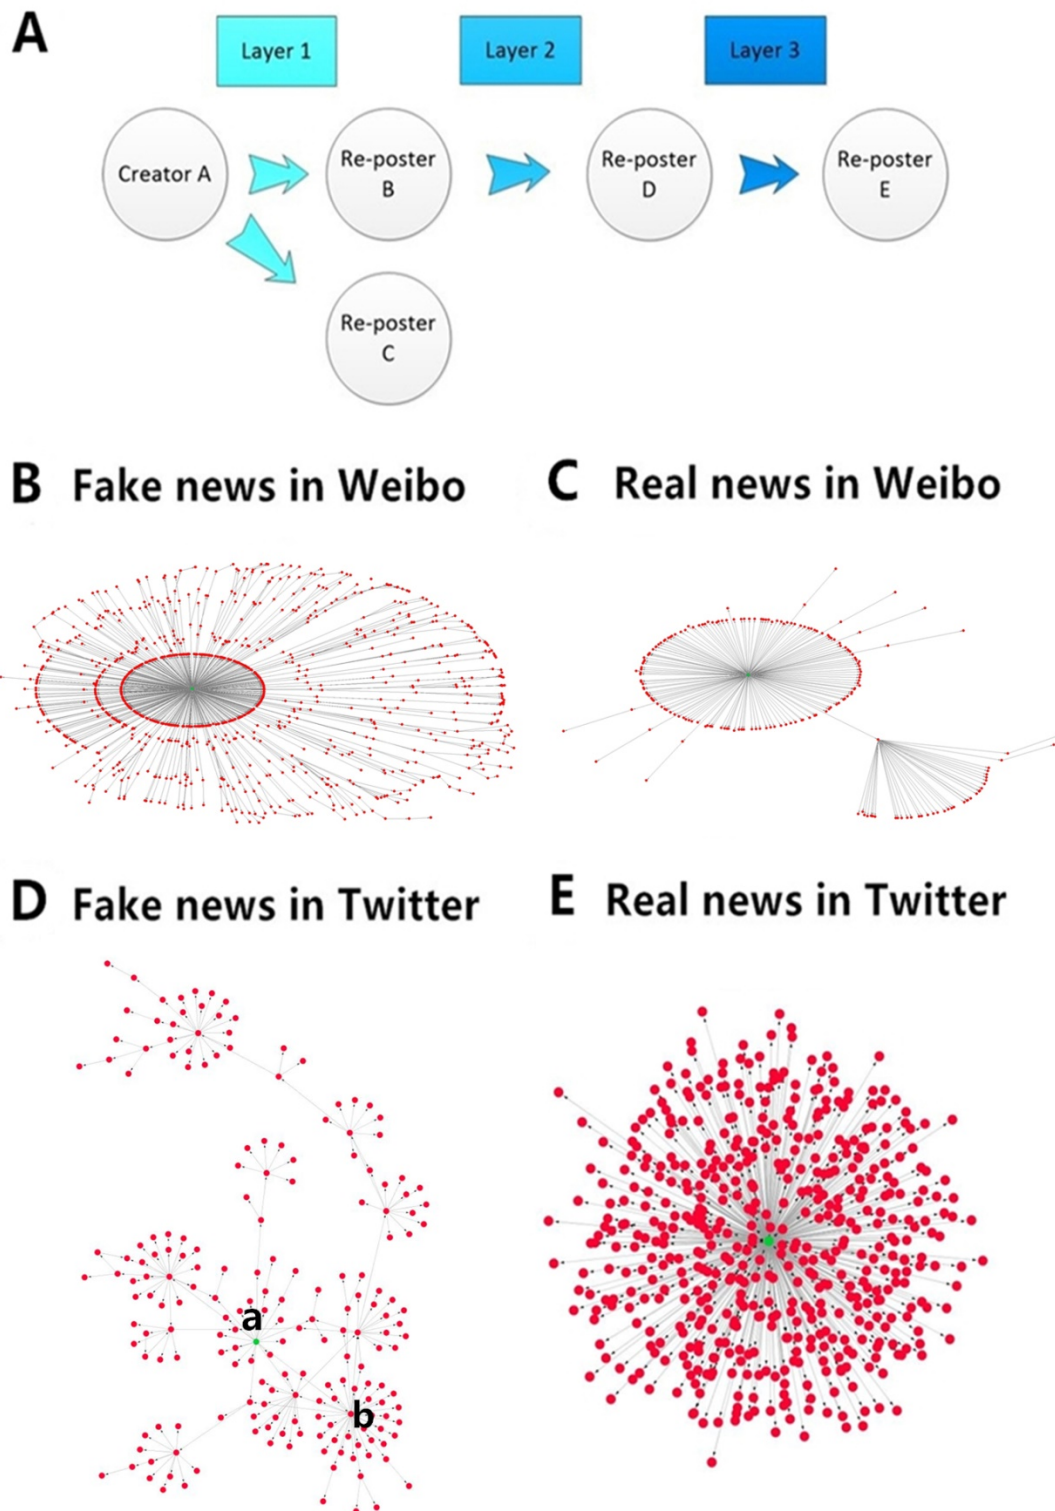 A
Layer 1
Layer 2
Layer 3
Creator A
Re-poster
B
Re-poster
D
Re-poster
E
Re-poster
C
B Fake news in Weibo
C Real news in Weibo
D Fake news in Twitter
E Real news in Twitter
a
b